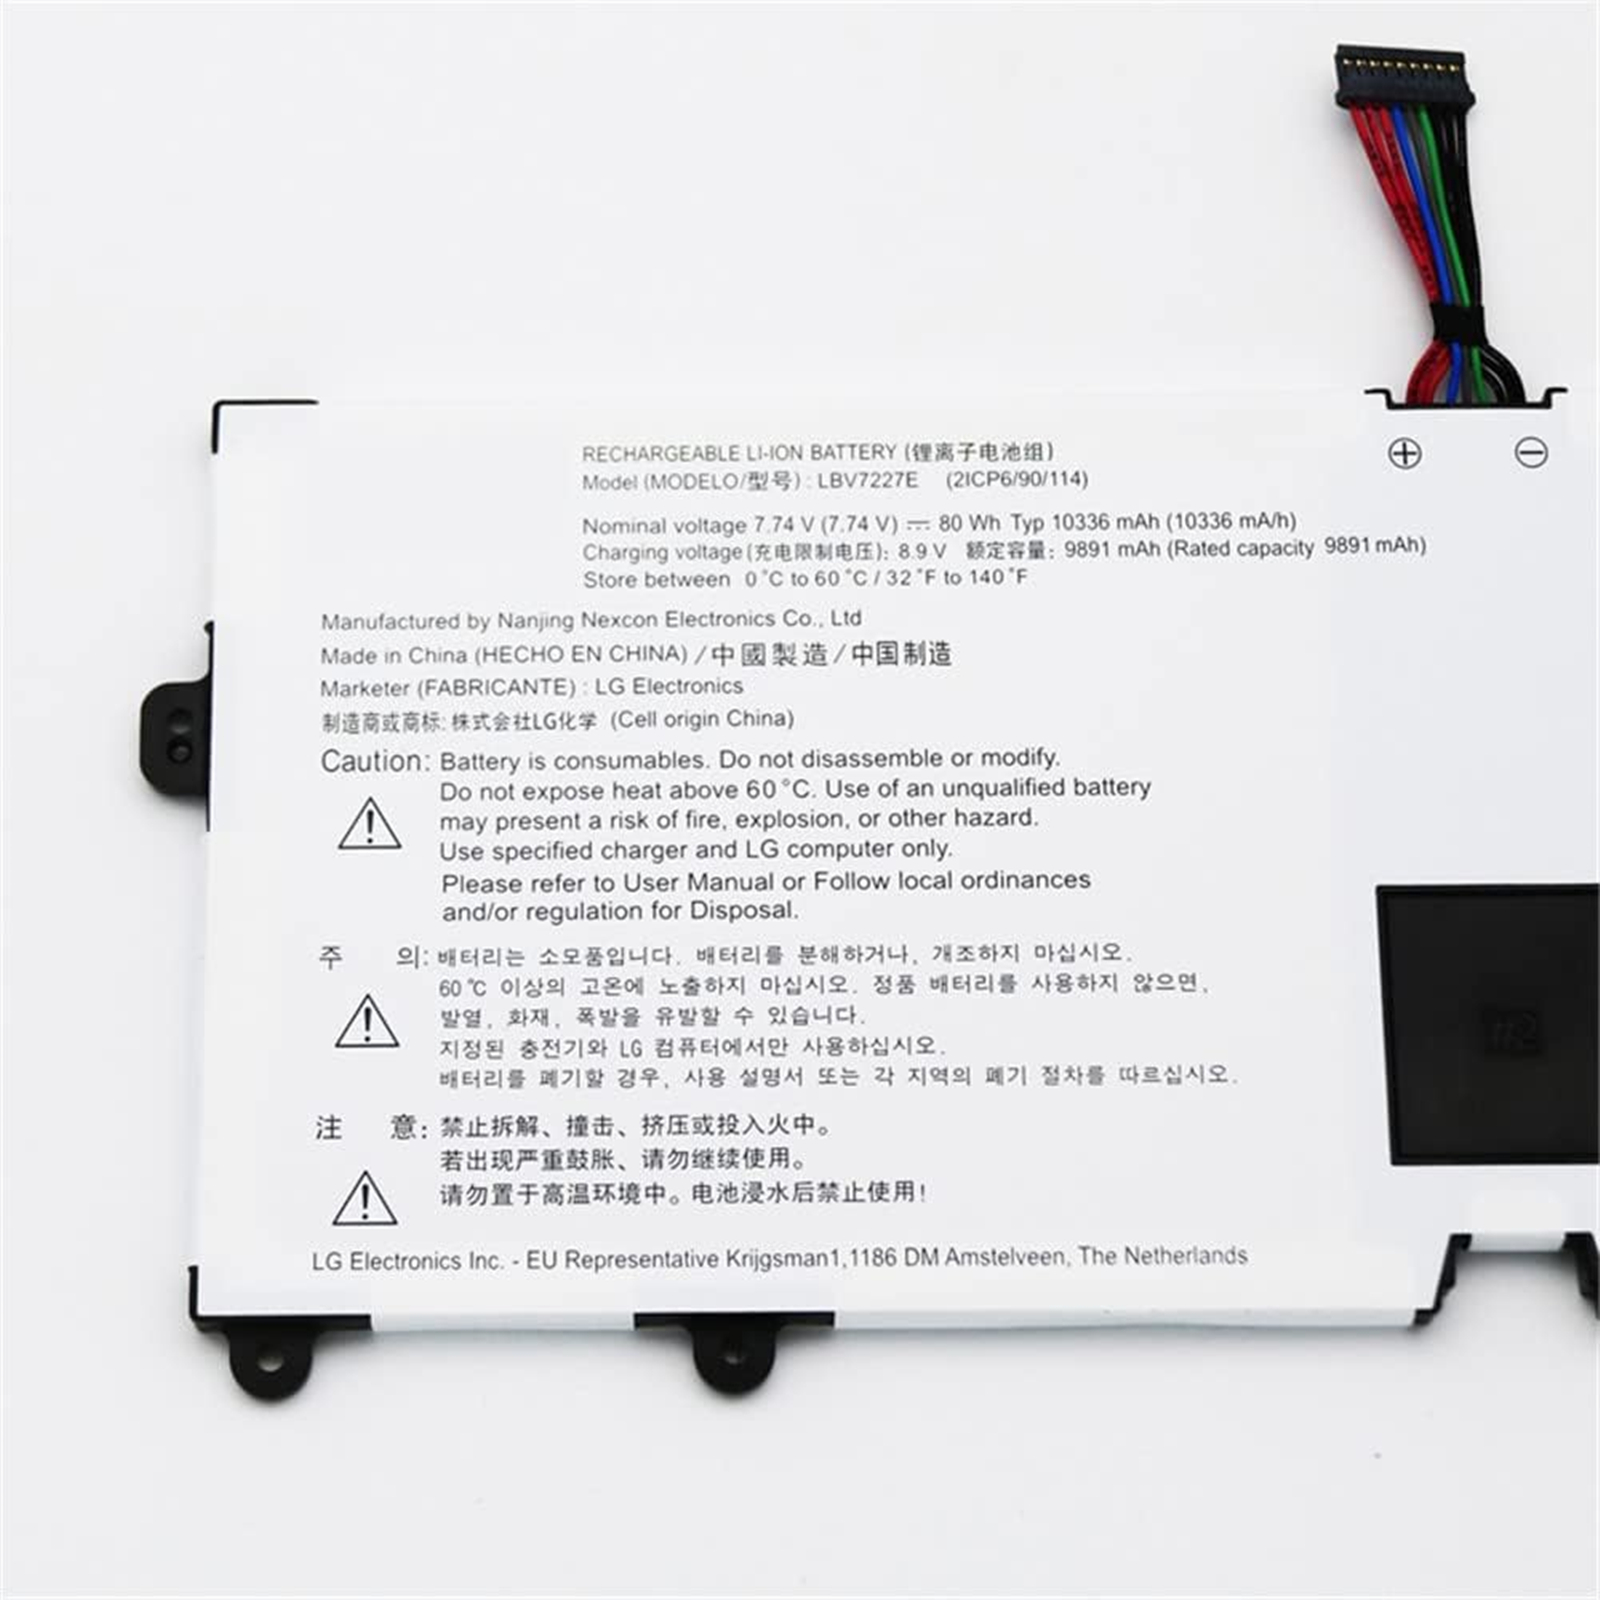 RECHARGEABLE LI-ION BATTERY (锂离子电池组)
Model (MODELO/型号) : LBV7227E (2ICP6/90/114)
Nominal voltage 7.74 V (7.74 V) ⎓ 80 Wh Typ 10336 mAh (10336 mA/h)
Charging voltage (充电限制电压): 8.9 V 额定容量: 9891 mAh (Rated capacity 9891 mAh)
Store between 0 °C to 60 °C / 32 °F to 140 °F
Manufactured by Nanjing Nexcon Electronics Co., Ltd
Made in China (HECHO EN CHINA) /中國製造/中国制造
Marketer (FABRICANTE) : LG Electronics
制造商或商标: 株式会社LG化学 (Cell origin China)
Caution: Battery is consumables. Do not disassemble or modify.
Do not expose heat above 60 °C. Use of an unqualified battery
may present a risk of fire, explosion, or other hazard.
Use specified charger and LG computer only.
Please refer to User Manual or Follow local ordinances
and/or regulation for Disposal.
주 의: 배터리는 소모품입니다. 배터리를 분해하거나, 개조하지 마십시오.
60 ℃ 이상의 고온에 노출하지 마십시오. 정품 배터리를 사용하지 않으면,
발열, 화재, 폭발을 유발할 수 있습니다.
지정된 충전기와 LG 컴퓨터에서만 사용하십시오.
배터리를 폐기할 경우, 사용 설명서 또는 각 지역의 폐기 절차를 따르십시오.
注 意: 禁止拆解、撞击、挤压或投入火中。
若出现严重鼓胀、请勿继续使用。
请勿置于高温环境中。电池浸水后禁止使用!
LG Electronics Inc. - EU Representative Krijgsman1,1186 DM Amstelveen, The Netherlands